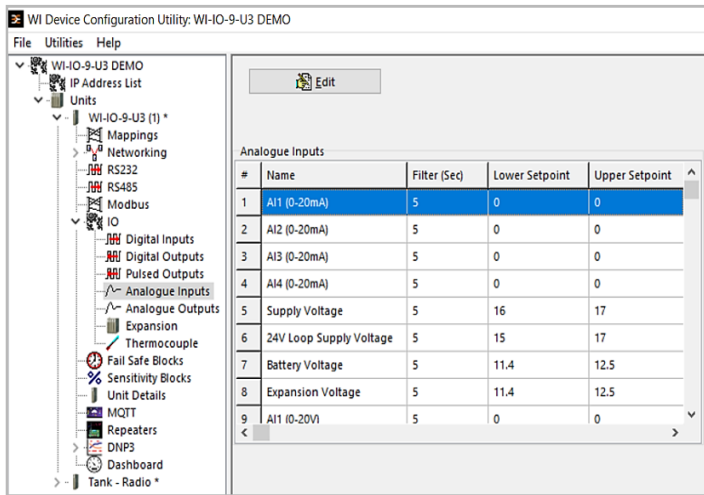 WI Device Configuration Utility: WI-IO-9-U3 DEMO
File Utilities Help
WI-IO-9-U3 DEMO
IP Address List
Units
WI-IO-9-U3 (1) *
Mappings
Networking
RS232
RS485
Modbus
IO
Digital Inputs
Digital Outputs
Pulsed Outputs
Analogue Inputs
Analogue Outputs
Expansion
Thermocouple
Fail Safe Blocks
Sensitivity Blocks
Unit Details
MQTT
Repeaters
DNP3
Dashboard
Tank - Radio *
Edit
Analogue Inputs
# Name Filter (Sec) Lower Setpoint Upper Setpoint
1 AI1 (0-20mA) 5 0 0
2 AI2 (0-20mA) 5 0 0
3 AI3 (0-20mA) 5 0 0
4 AI4 (0-20mA) 5 0 0
5 Supply Voltage 5 16 17
6 24V Loop Supply Voltage 5 15 17
7 Battery Voltage 5 11.4 12.5
8 Expansion Voltage 5 11.4 12.5
9 AI1 (0-20V) 5 0 0